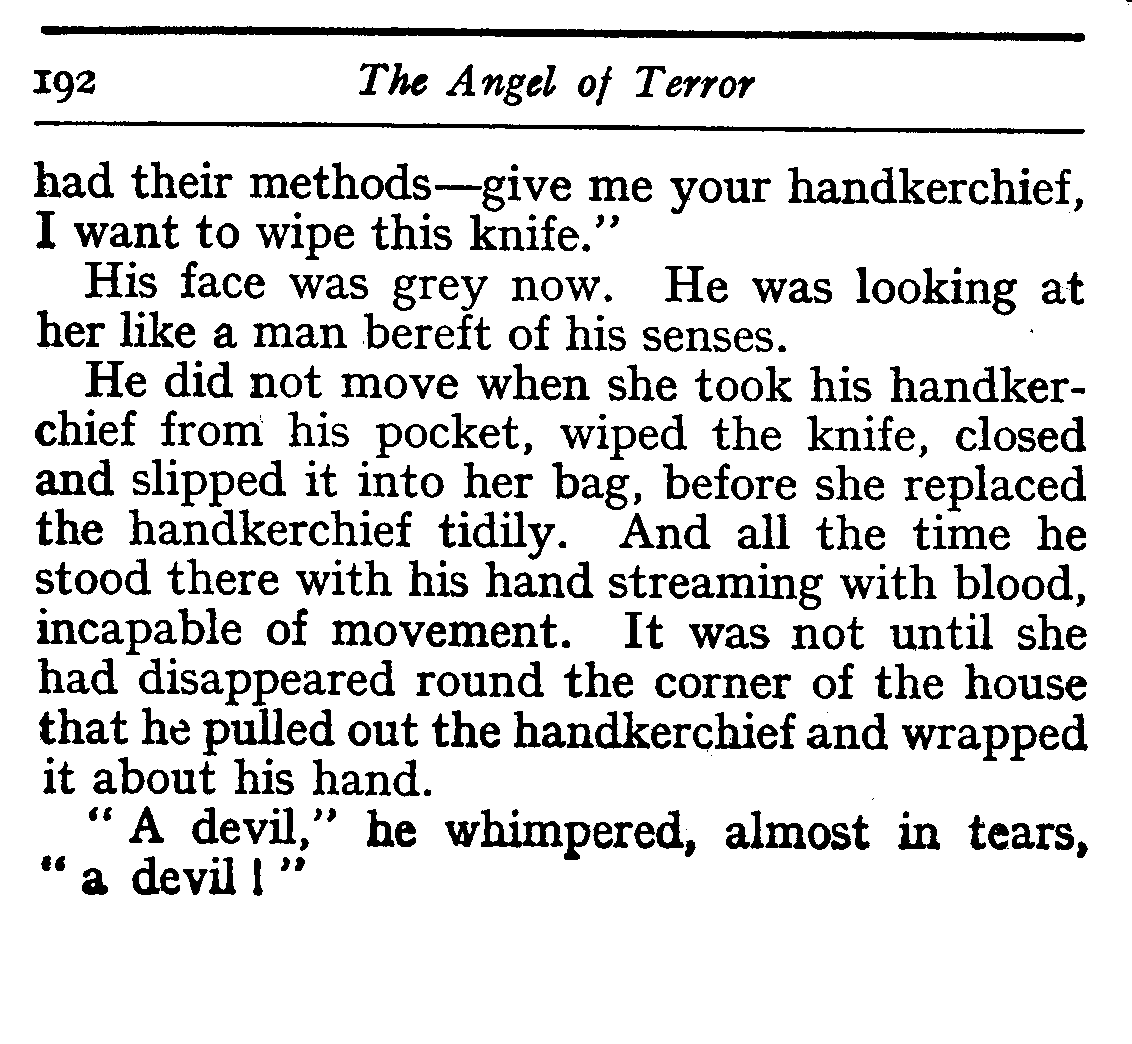 192 The Angel of Terror
had their methods—give me your handkerchief,
I want to wipe this knife.”
His face was grey now. He was looking at
her like a man bereft of his senses.
He did not move when she took his handker-
chief from his pocket, wiped the knife, closed
and slipped it into her bag, before she replaced
the handkerchief tidily. And all the time he
stood there with his hand streaming with blood,
incapable of movement. It was not until she
had disappeared round the corner of the house
that he pulled out the handkerchief and wrapped
it about his hand.
“ A devil,” he whimpered, almost in tears,
“ a devil ! ”